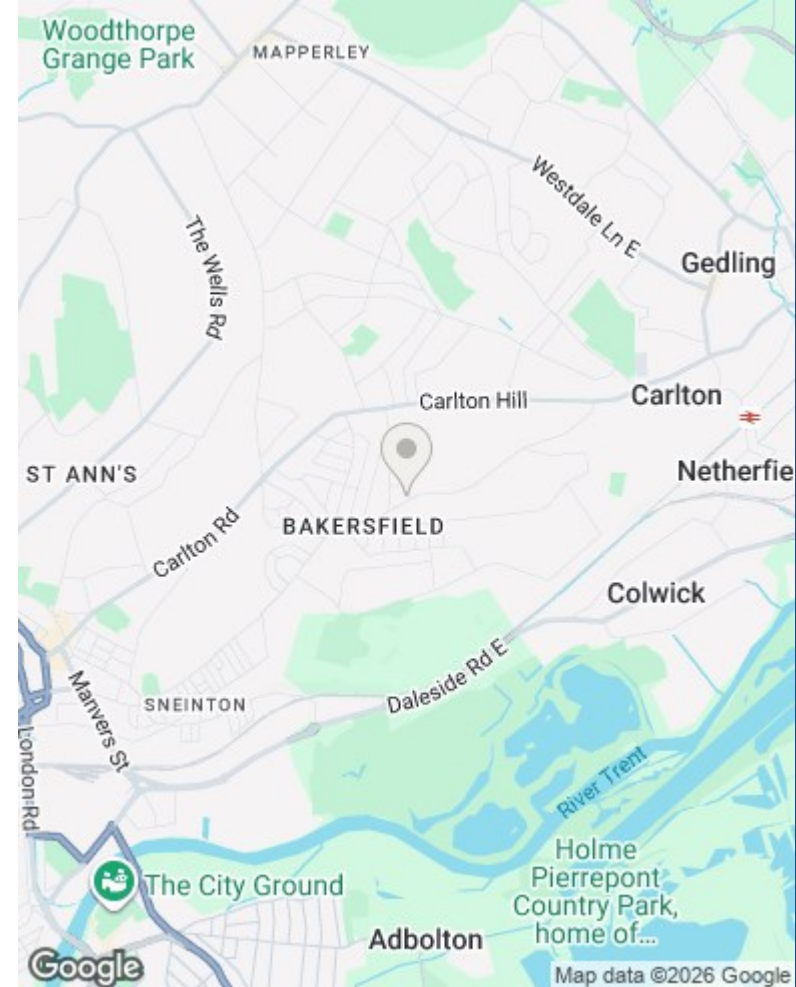 Woodthorpe
Grange Park
MAPPERLEY
Westdale Ln E
The Wells Rd
Gedling
Carlton Hill
Carlton
ST ANN'S
Netherfie
Carlton Rd
BAKERSFIELD
Colwick
Manvers St
SNEINTON
Daleside Rd E
London Rd
River Trent
The City Ground
Holme
Pierrepont
Country Park,
home of...
Adbolton
Google
Map data ©2026 Google